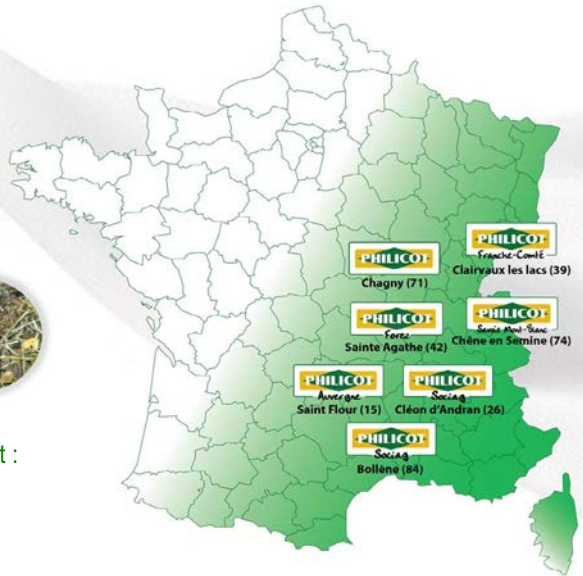 PHILICOT
Chagny (71)
PHILICOT
Franche-Comté
Clairvaux les lacs (39)
PHILICOT
Forez
Sainte Agathe (42)
PHILICOT
Savoie Mont-Blanc
Chêne en Semine (74)
PHILICOT
Auvergne
Saint Flour (15)
PHILICOT
Sociag
Cléon d'Andran (26)
PHILICOT
Sociag
Bollène (84)
t :